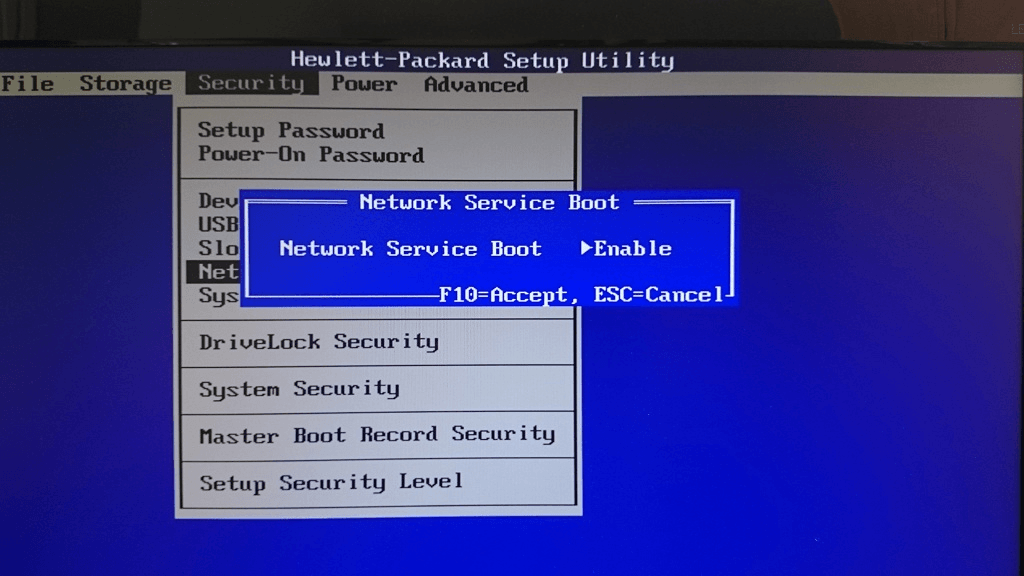 Hewlett-Packard Setup Utility
File Storage Security Power Advanced
Setup Password
Power-On Password
Dev
USB
Slo
Net
Sys
Network Service Boot
Network Service Boot ▶Enable
F10=Accept, ESC=Cancel
DriveLock Security
System Security
Master Boot Record Security
Setup Security Level